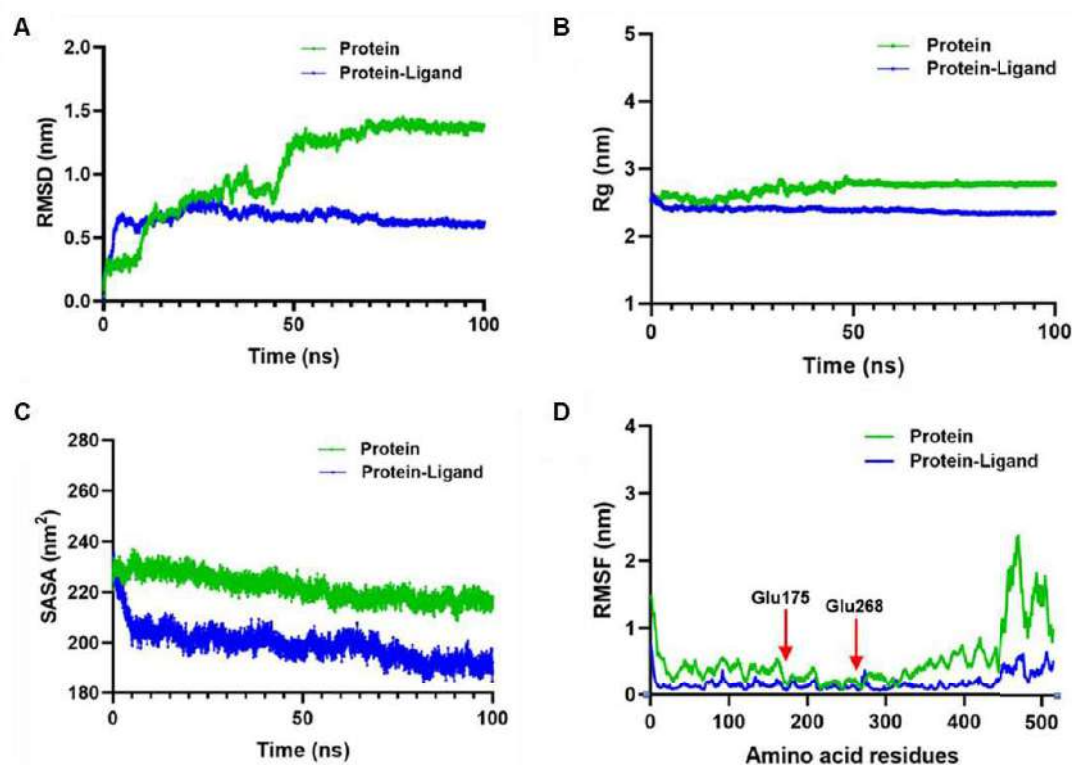 A
Protein
Protein-Ligand
2.0
1.5
1.0
0.5
0.0
RMSD (nm)
0 50 100
Time (ns)
B
Protein
Protein-Ligand
5
4
3
2
1
Rg (nm)
0 50 100
Time (ns)
C
Protein
Protein-Ligand
280
260
240
220
200
180
SASA (nm²)
0 50 100
Time (ns)
D
Protein
Protein-Ligand
4
3
2
1
0
RMSF (nm)
Glu175
Glu268
0 100 200 300 400 500
Amino acid residues